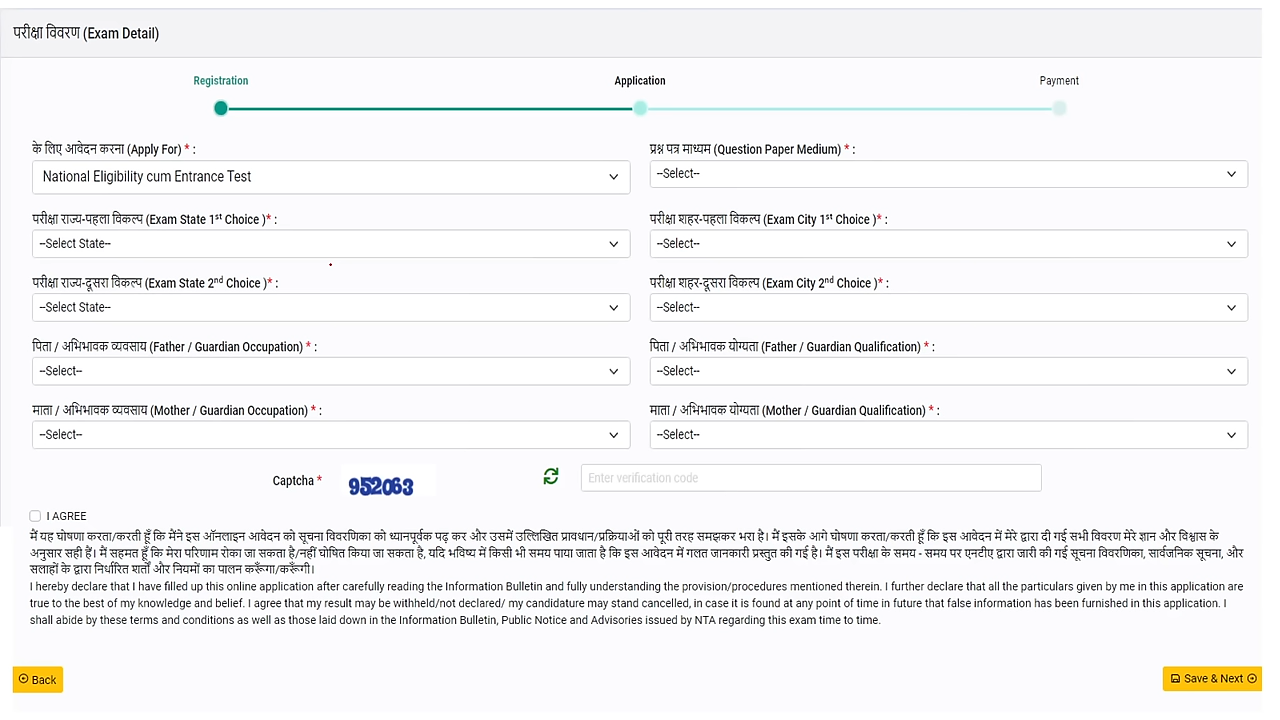 परीक्षा विवरण (Exam Detail)
Registration
Application
Payment
के लिए आवेदन करना (Apply For) * :
प्रश्न पत्र माध्यम (Question Paper Medium) * :
National Eligibility cum Entrance Test
--Select--
परीक्षा राज्य-पहला विकल्प (Exam State 1st Choice )* :
परीक्षा शहर-पहला विकल्प (Exam City 1st Choice )* :
--Select State--
--Select--
परीक्षा राज्य-दूसरा विकल्प (Exam State 2nd Choice )* :
परीक्षा शहर-दूसरा विकल्प (Exam City 2nd Choice )* :
--Select State--
--Select--
पिता / अभिभावक व्यवसाय (Father / Guardian Occupation) * :
पिता / अभिभावक योग्यता (Father / Guardian Qualification) * :
--Select--
--Select--
माता / अभिभावक व्यवसाय (Mother / Guardian Occupation) * :
माता / अभिभावक योग्यता (Mother / Guardian Qualification) * :
--Select--
--Select--
Captcha *
952063
Enter verification code
I AGREE
मैं यह घोषणा करता/करती हूँ कि मैंने इस ऑनलाइन आवेदन को सूचना विवरणिका को ध्यानपूर्वक पढ़ कर और उसमें उल्लिखित प्रावधान/प्रक्रियाओं को पूरी तरह समझकर भरा है। मैं इसके आगे घोषणा करता/करती हूँ कि इस आवेदन में मेरे द्वारा दी गई सभी विवरण मेरे ज्ञान और विश्वास के
अनुसार सही हैं। मैं सहमत हूँ कि मेरा परिणाम रोका जा सकता है/नहीं घोषित किया जा सकता है, यदि भविष्य में किसी भी समय पाया जाता है कि इस आवेदन में गलत जानकारी प्रस्तुत की गई है। मैं इस परीक्षा के समय - समय पर एनटीए द्वारा जारी की गई सूचना विवरणिका, सार्वजनिक सूचना, और
सलाहों के द्वारा निर्धारित शर्तों और नियमों का पालन करूँगा/करूँगी।
I hereby declare that I have filled up this online application after carefully reading the Information Bulletin and fully understanding the provision/procedures mentioned therein. I further declare that all the particulars given by me in this application are
true to the best of my knowledge and belief. I agree that my result may be withheld/not declared/ my candidature may stand cancelled, in case it is found at any point of time in future that false information has been furnished in this application. I
shall abide by these terms and conditions as well as those laid down in the Information Bulletin, Public Notice and Advisories issued by NTA regarding this exam time to time.
Back
Save & Next